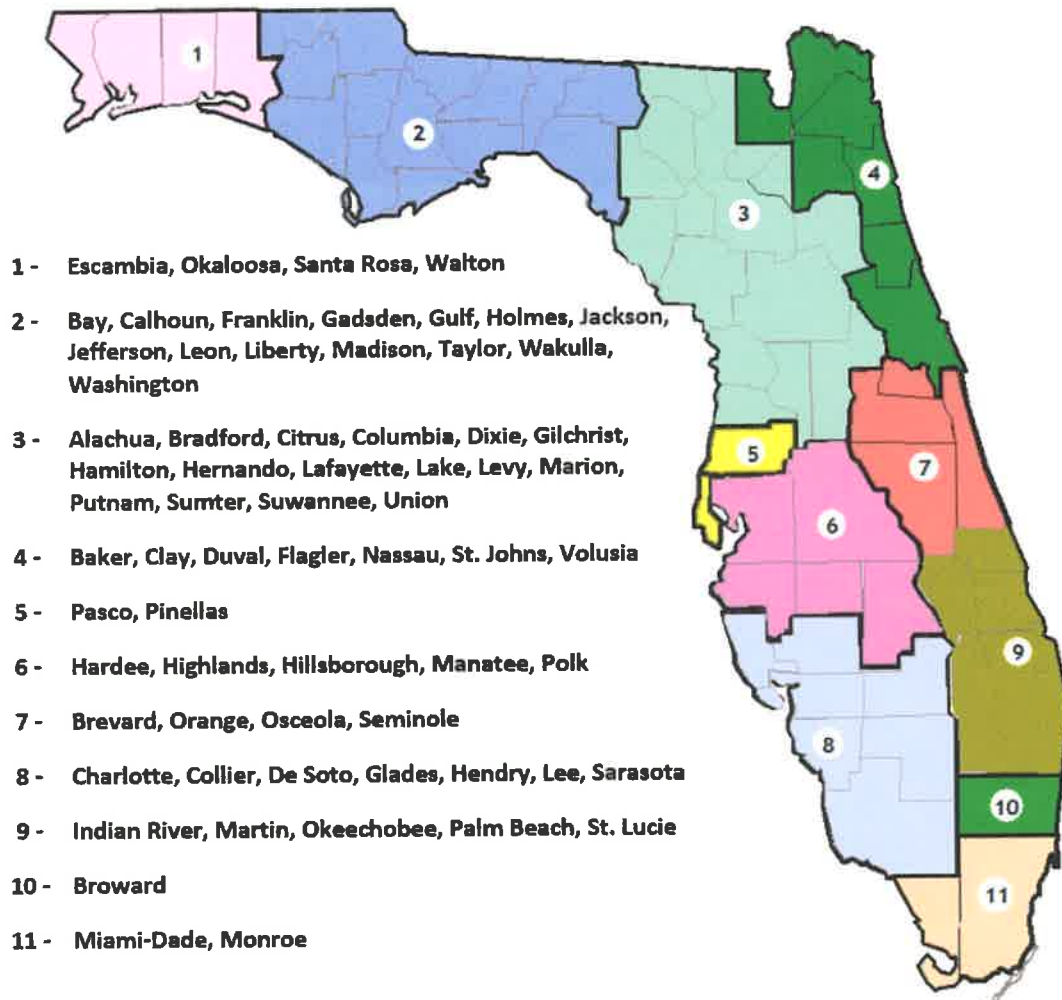 1
2
4
3
1 - Escambia, Okaloosa, Santa Rosa, Walton
2 - Bay, Calhoun, Franklin, Gadsden, Gulf, Holmes, Jackson,
Jefferson, Leon, Liberty, Madison, Taylor, Wakulla,
Washington
3 - Alachua, Bradford, Citrus, Columbia, Dixie, Gilchrist,
Hamilton, Hernando, Lafayette, Lake, Levy, Marion,
Putnam, Sumter, Suwannee, Union
4 - Baker, Clay, Duval, Flagler, Nassau, St. Johns, Volusia
5 - Pasco, Pinellas
6 - Hardee, Highlands, Hillsborough, Manatee, Polk
7 - Brevard, Orange, Osceola, Seminole
8 - Charlotte, Collier, De Soto, Glades, Hendry, Lee, Sarasota
9 - Indian River, Martin, Okeechobee, Palm Beach, St. Lucie
10 - Broward
11 - Miami-Dade, Monroe
5
7
6
9
8
10
11